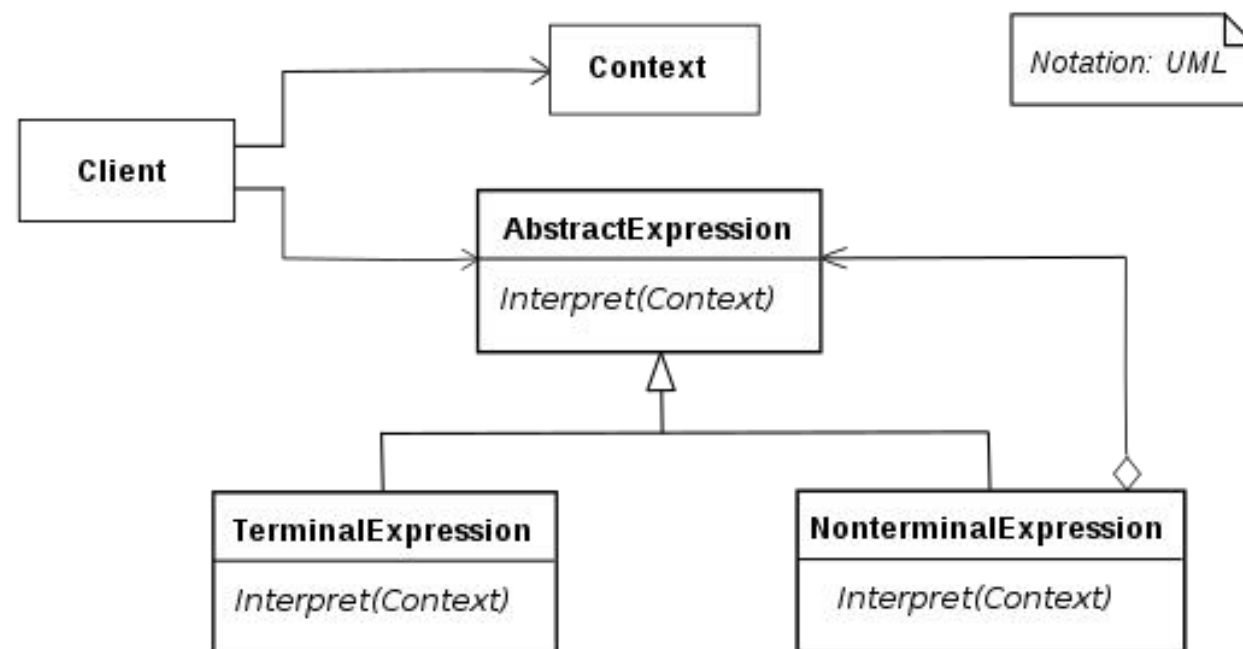 Context
Notation: UML
Client
AbstractExpression
Interpret(Context)
TerminalExpression
Interpret(Context)
NonterminalExpression
Interpret(Context)